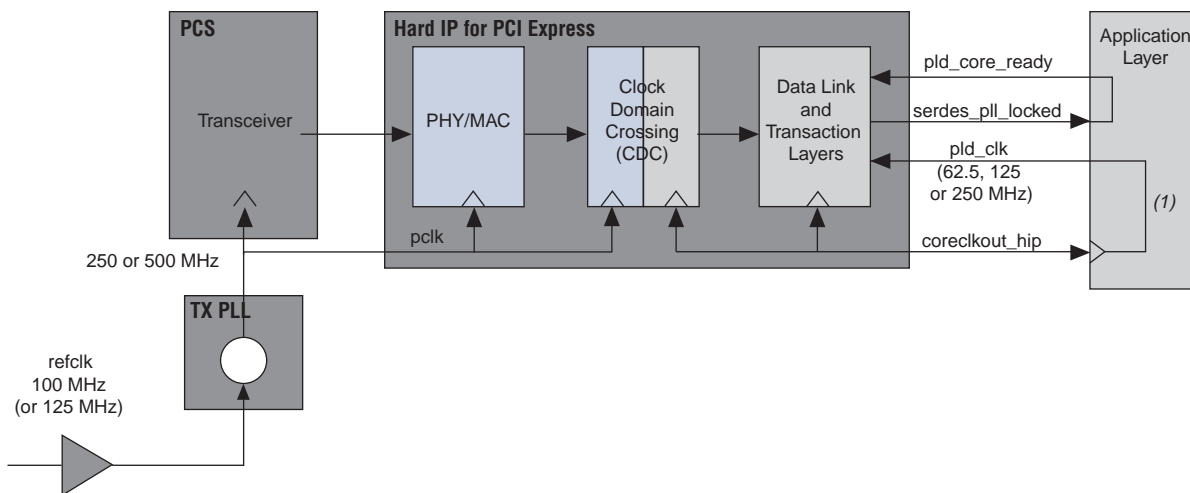 PCS
Transceiver
Hard IP for PCI Express
PHY/MAC
Clock
Domain
Crossing
(CDC)
Data Link
and
Transaction
Layers
Application
Layer
pld_core_ready
serdes_pll_locked
pld_clk
(62.5, 125
or 250 MHz)
(1)
coreclkout_hip
pclk
250 or 500 MHz
TX PLL
refclk
100 MHz
(or 125 MHz)